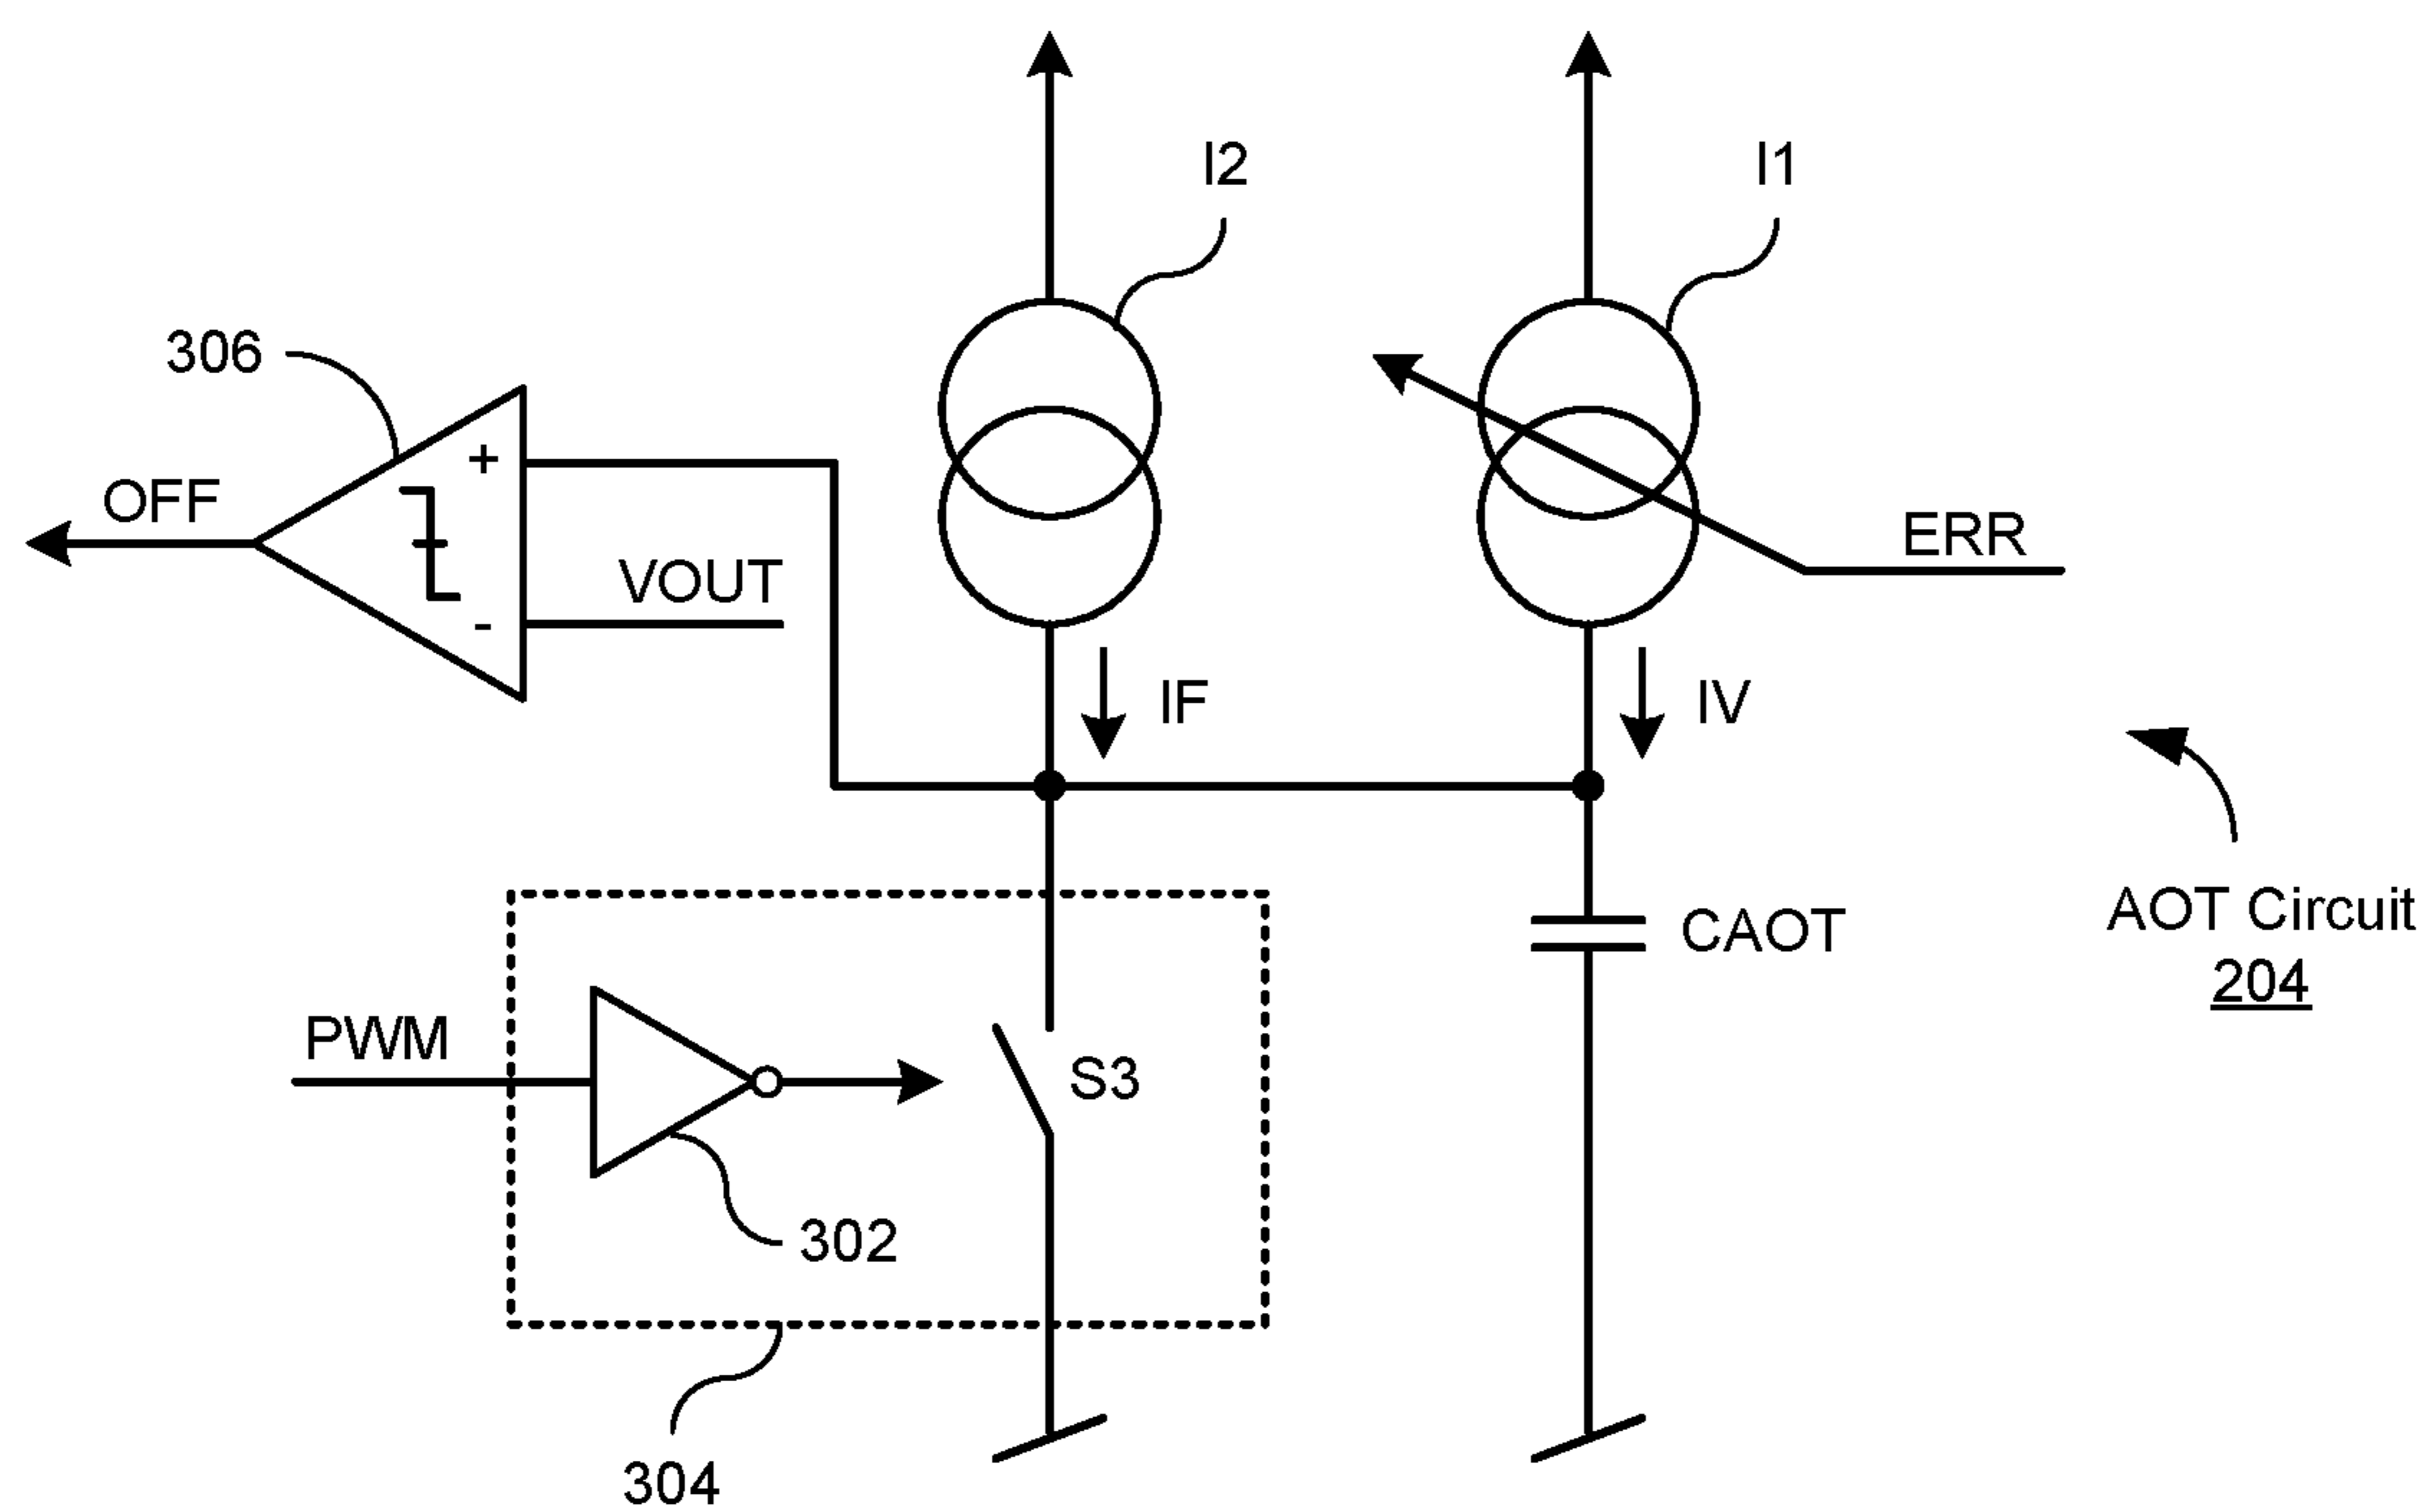 I2
I1
306
+
OFF
VOUT
-
ERR
IF
IV
CAOT
AOT Circuit
204
PWM
S3
302
304